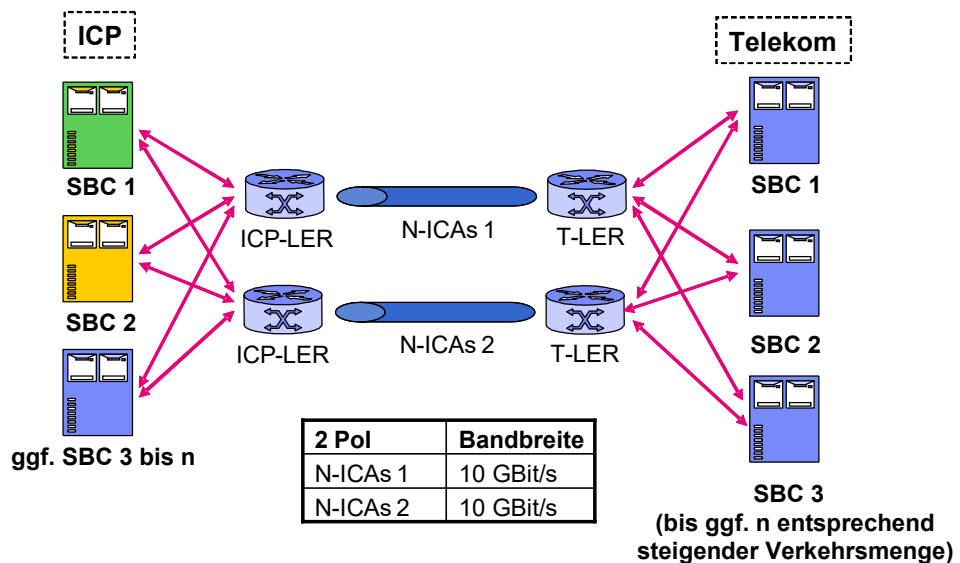 ICP
Telekom
SBC 1
SBC 2
ggf. SBC 3 bis n
ICP-LER
ICP-LER
N-ICAs 1
N-ICAs 2
T-LER
T-LER
SBC 1
SBC 2
SBC 3
(bis ggf. n entsprechend
steigender Verkehrsmenge)
2 Pol Bandbreite
N-ICAs 1 10 GBit/s
N-ICAs 2 10 GBit/s